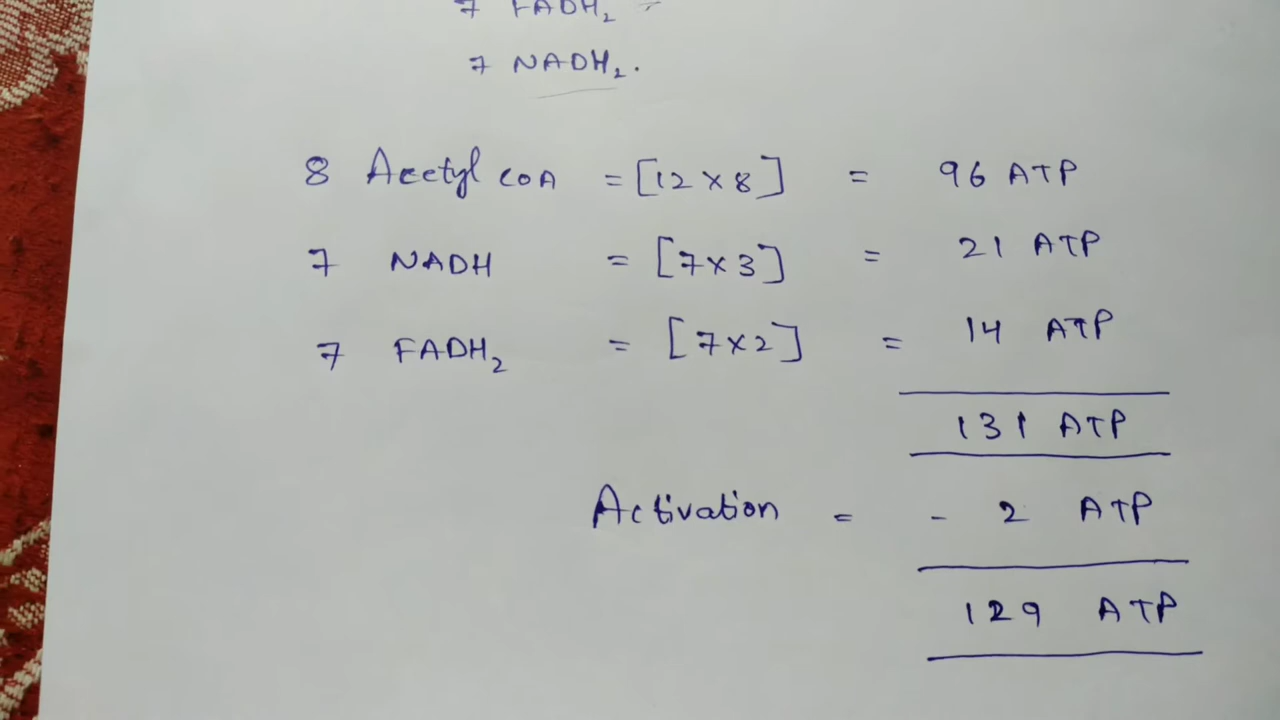 7 FADH₂
7 NADH₂.
8 Acetyl COA = [12 × 8] = 96 ATP
7 NADH = [7×3] = 21 ATP
7 FADH₂ = [7×2] = 14 ATP
131 ATP
Activation = - 2 ATP
129 ATP